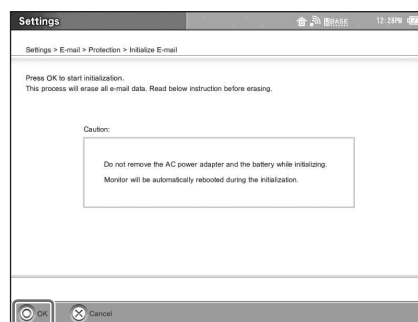 Settings
BASE 12:28PM
Settings > E-mail > Protection > Initialize E-mail
Press OK to start initialization.
This process will erase all e-mail data. Read below instruction before erasing.
Caution:
Do not remove the AC power adapter and the battery while initializing.
Monitor will be automatically rebooted during the initialization.
OK Cancel